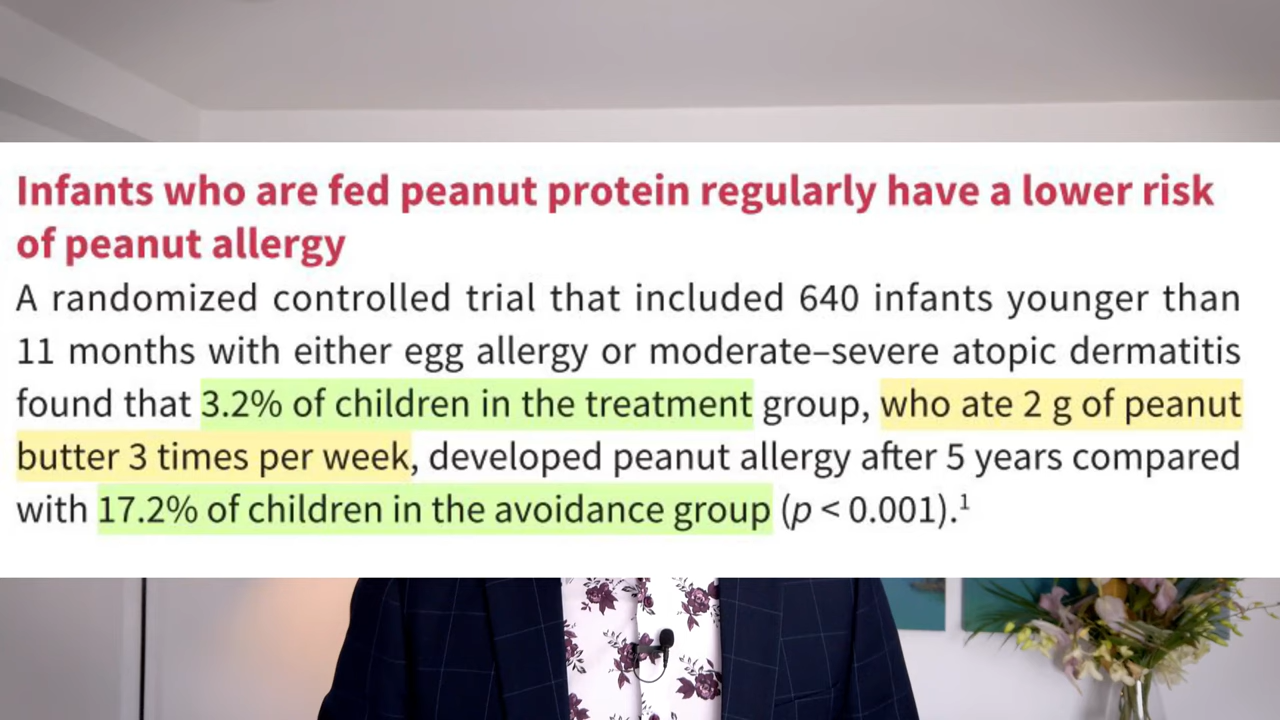 Infants who are fed peanut protein regularly have a lower risk
of peanut allergy
A randomized controlled trial that included 640 infants younger than
11 months with either egg allergy or moderate–severe atopic dermatitis
found that 3.2% of children in the treatment group, who ate 2 g of peanut
butter 3 times per week, developed peanut allergy after 5 years compared
with 17.2% of children in the avoidance group (p < 0.001).¹